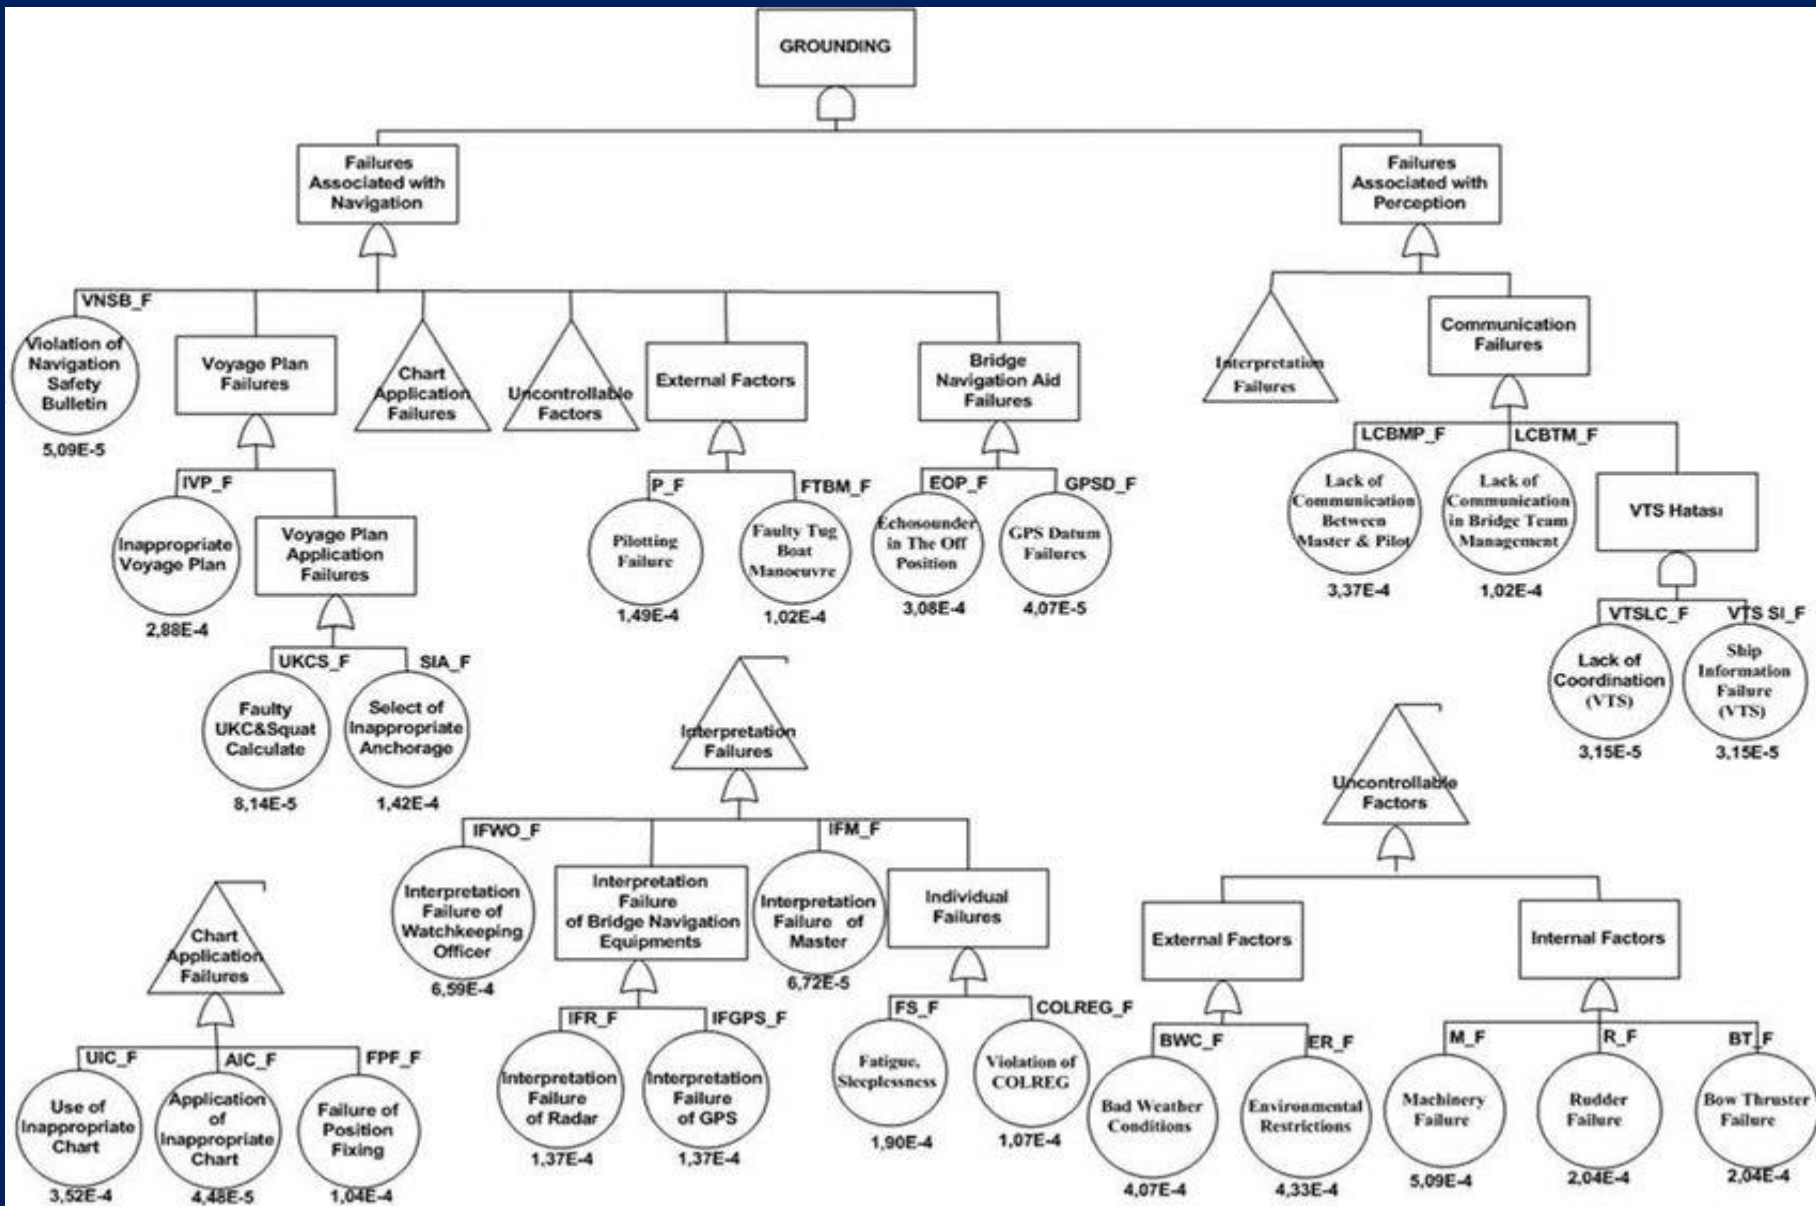 GROUNDING
Failures
Associated with
Navigation
Failures
Associated with
Perception
VNSB_F
Violation of
Navigation
Safety
Bulletin
5,09E-5
Voyage Plan
Failures
Chart
Application
Failures
Uncontrollable
Factors
External Factors
Bridge
Navigation Aid
Failures
Interpretation
Failures
Communication
Failures
IVP_F
Inappropriate
Voyage Plan
2,88E-4
Voyage Plan
Application
Failures
P_F
Pilotting
Failure
1,49E-4
FTBM_F
Faulty Tug
Boat
Manoeuvre
1,02E-4
EOP_F
Echosounder
in The Off
Position
3,08E-4
GPSD_F
GPS Datum
Failures
4,07E-5
LCBMP_F
Lack of
Communication
Between
Master & Pilot
3,37E-4
LCBTM_F
Lack of
Communication
in Bridge Team
Management
1,02E-4
VTS Hatası
VTSLC_F
Lack of
Coordination
(VTS)
3,15E-5
VTS SI_F
Ship
Information
Failure
(VTS)
3,15E-5
UKCS_F
Faulty
UKC&Squat
Calculate
8,14E-5
SIA_F
Select of
Inappropriate
Anchorage
1,42E-4
Interpretation
Failures
IFWO_F
Interpretation
Failure of
Watchkeeping
Officer
6,59E-4
Interpretation
Failure
of Bridge Navigation
Equipments
IFM_F
Interpretation
Failure of
Master
6,72E-5
Individual
Failures
IFR_F
Interpretation
Failure
of Radar
1,37E-4
IFGPS_F
Interpretation
Failure
of GPS
1,37E-4
FS_F
Fatigue,
Sleeplessness
1,90E-4
COLREG_F
Violation of
COLREG
1,07E-4
Chart
Application
Failures
UIC_F
Use of
Inappropriate
Chart
3,52E-4
AIC_F
Application
of
Inappropriate
Chart
4,48E-5
FPF_F
Failure of
Position
Fixing
1,04E-4
Uncontrollable
Factors
External Factors
Internal Factors
BWC_F
Bad Weather
Conditions
4,07E-4
ER_F
Environmental
Restrictions
4,33E-4
M_F
Machinery
Failure
5,09E-4
R_F
Rudder
Failure
2,04E-4
BT_F
Bow Thruster
Failure
2,04E-4